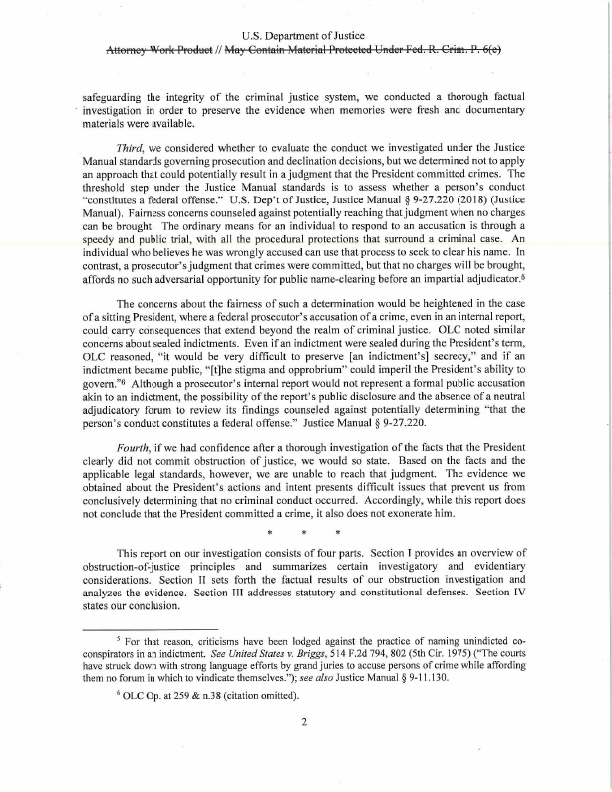 U.S. Department of Justice
Attorney Work Product // May Contain Material Protected Under Fed. R. Crim. P. 6(e)
safeguarding the integrity of the criminal justice system, we conducted a thorough factual
investigation in order to preserve the evidence when memories were fresh and documentary
materials were available.
Third, we considered whether to evaluate the conduct we investigated under the Justice
Manual standards governing prosecution and declination decisions, but we determined not to apply
an approach that could potentially result in a judgment that the President committed crimes. The
threshold step under the Justice Manual standards is to assess whether a person's conduct
"constitutes a federal offense." U.S. Dep't of Justice, Justice Manual § 9-27.220 (2018) (Justice
Manual). Fairness concerns counseled against potentially reaching that judgment when no charges
can be brought The ordinary means for an individual to respond to an accusation is through a
speedy and public trial, with all the procedural protections that surround a criminal case. An
individual who believes he was wrongly accused can use that process to seek to clear his name. In
contrast, a prosecutor's judgment that crimes were committed, but that no charges will be brought,
affords no such adversarial opportunity for public name-clearing before an impartial adjudicator.5
The concerns about the fairness of such a determination would be heightened in the case
of a sitting President, where a federal prosecutor's accusation of a crime, even in an internal report,
could carry consequences that extend beyond the realm of criminal justice. OLC noted similar
concerns about sealed indictments. Even if an indictment were sealed during the President's term,
OLC reasoned, "it would be very difficult to preserve [an indictment's] secrecy," and if an
indictment became public, "[t]he stigma and opprobrium" could imperil the President's ability to
govern."6 Although a prosecutor's internal report would not represent a formal public accusation
akin to an indictment, the possibility of the report's public disclosure and the absence of a neutral
adjudicatory forum to review its findings counseled against potentially determining "that the
person's conduct constitutes a federal offense." Justice Manual § 9-27.220.
Fourth, if we had confidence after a thorough investigation of the facts that the President
clearly did not commit obstruction of justice, we would so state. Based on the facts and the
applicable legal standards, however, we are unable to reach that judgment. The evidence we
obtained about the President's actions and intent presents difficult issues that prevent us from
conclusively determining that no criminal conduct occurred. Accordingly, while this report does
not conclude that the President committed a crime, it also does not exonerate him.
* * *
This report on our investigation consists of four parts. Section I provides an overview of
obstruction-of-justice principles and summarizes certain investigatory and evidentiary
considerations. Section II sets forth the factual results of our obstruction investigation and
analyzes the evidence. Section III addresses statutory and constitutional defenses. Section IV
states our conclusion.
5 For that reason, criticisms have been lodged against the practice of naming unindicted co-
conspirators in an indictment. See United States v. Briggs, 514 F.2d 794, 802 (5th Cir. 1975) ("The courts
have struck down with strong language efforts by grand juries to accuse persons of crime while affording
them no forum in which to vindicate themselves."); see also Justice Manual § 9-11.130.
6 OLC Op. at 259 & n.38 (citation omitted).
2